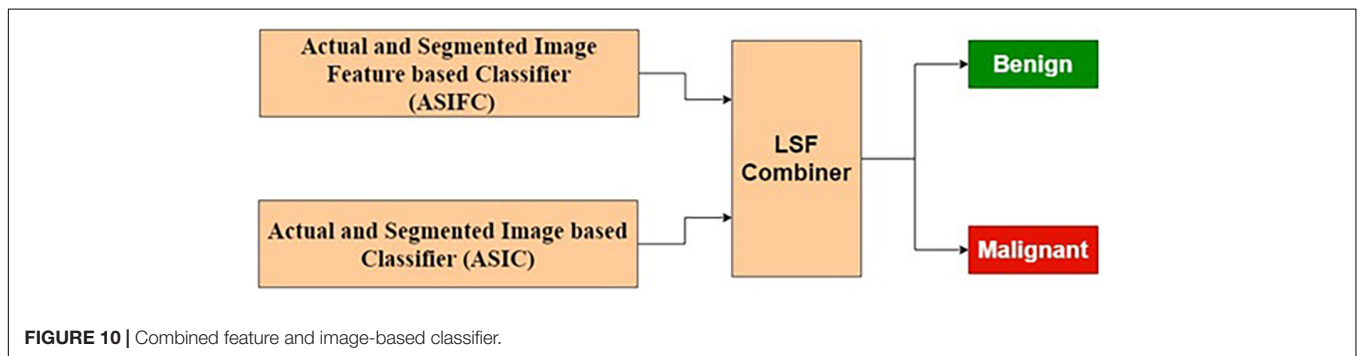 Actual and Segmented Image
Feature based Classifier
(ASIFC)
Actual and Segmented Image based
Classifier (ASIC)
LSF
Combiner
Benign
Malignant
FIGURE 10 | Combined feature and image-based classifier.